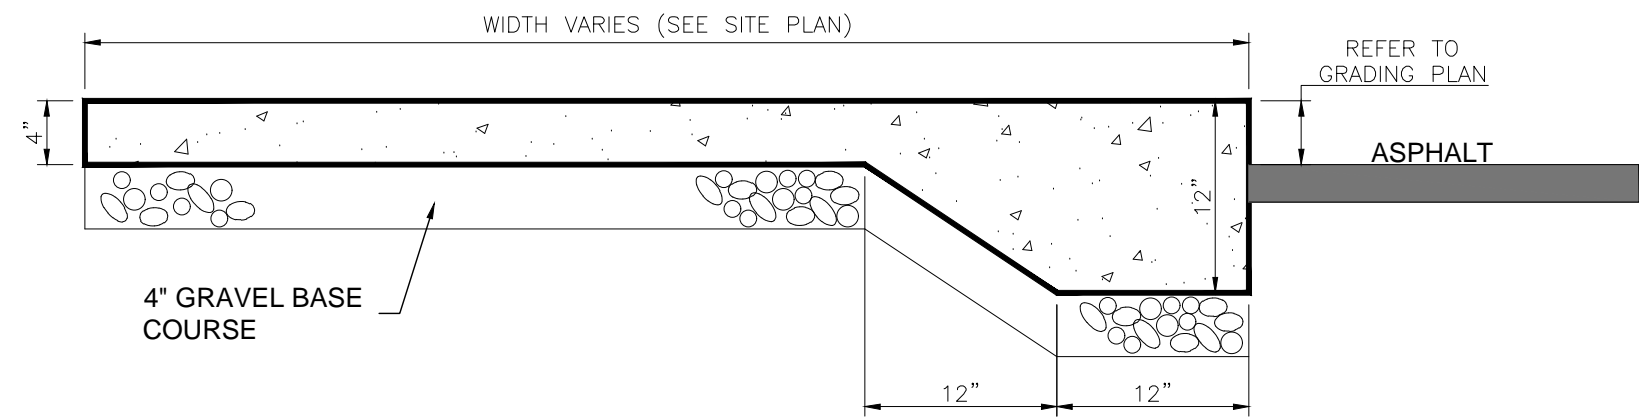 WIDTH VARIES (SEE SITE PLAN)
REFER TO
GRADING PLAN
4"
ASPHALT
12"
4" GRAVEL BASE
COURSE
12"
12"